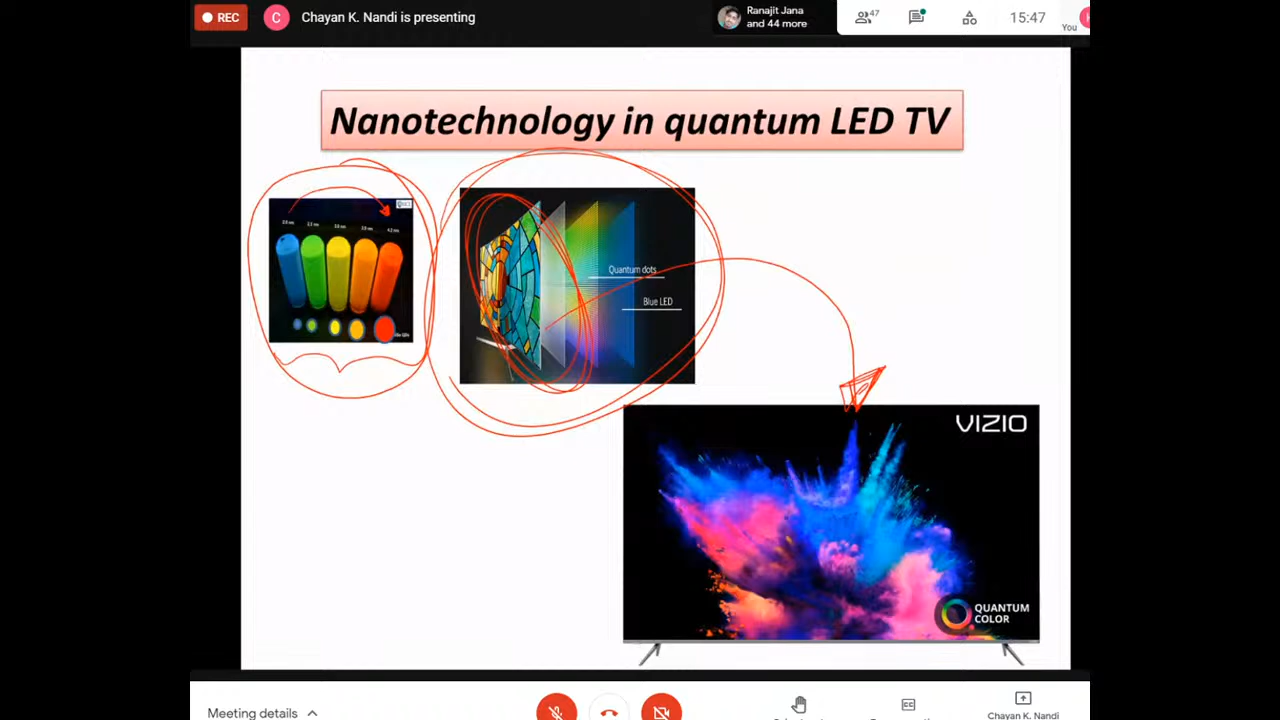 REC
C
Chayan K. Nandi is presenting
Ranajit Jana
and 44 more
47
15:47
You
Nanotechnology in quantum LED TV
Quantum dots
Blue LED
VIZIO
QUANTUM
COLOR
Meeting details
CC
Chayan K. Nandi